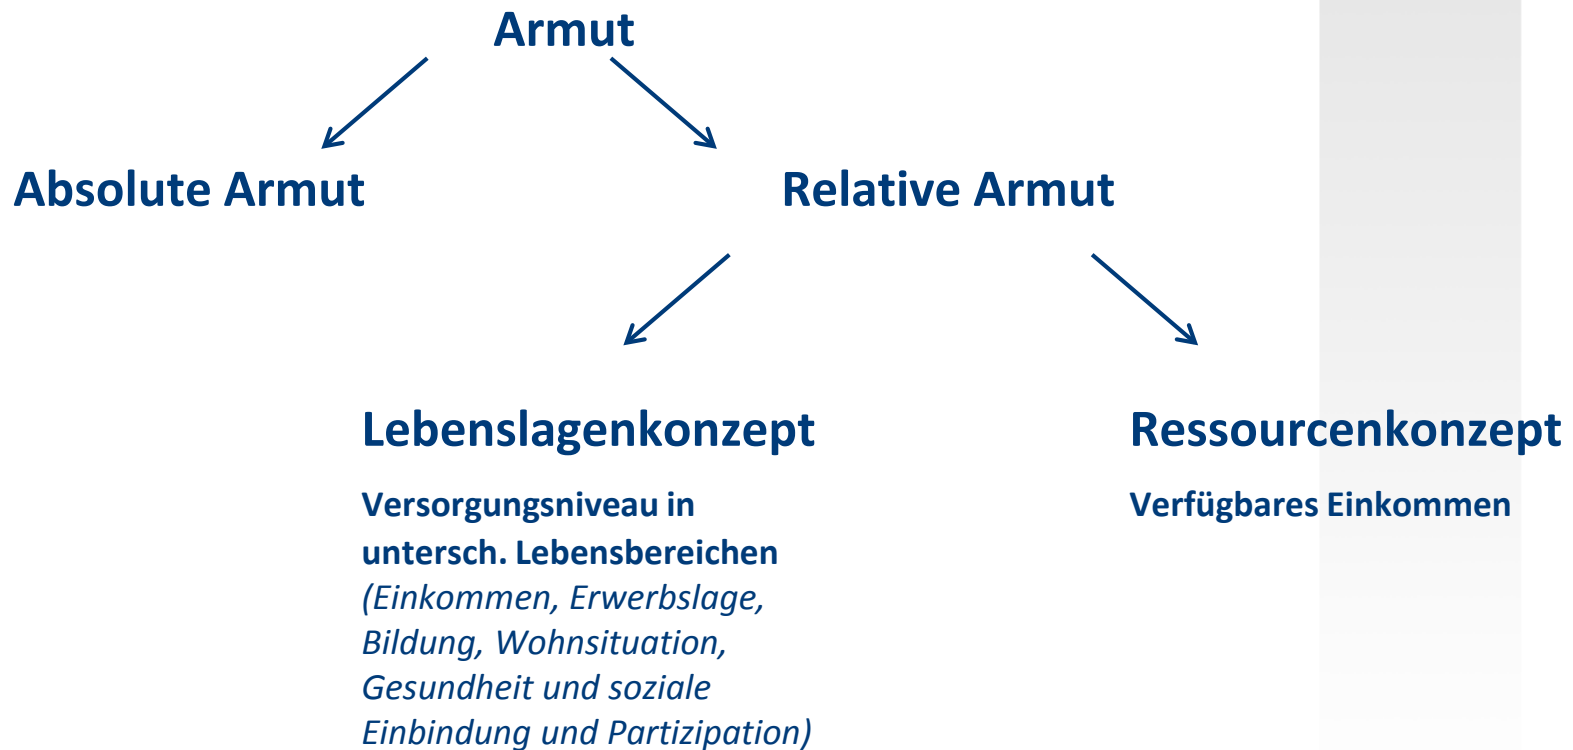 Armut
Absolute Armut
Relative Armut
Lebenslagenkonzept
Versorgungsniveau in
untersch. Lebensbereichen
(Einkommen, Erwerbslage,
Bildung, Wohnsituation,
Gesundheit und soziale
Einbindung und Partizipation)
Ressourcenkonzept
Verfügbares Einkommen